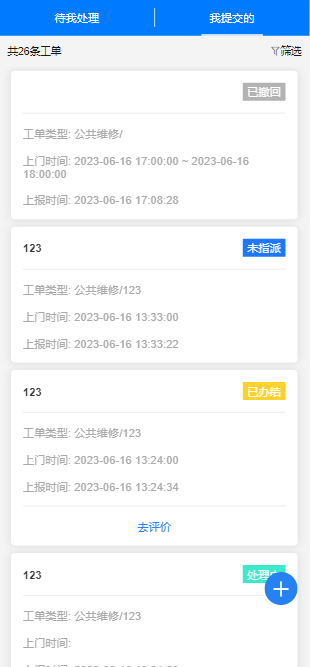 待我处理
我提交的
共26条工单
筛选
已撤回
工单类型: 公共维修/
上门时间: 2023-06-16 17:00:00 ~ 2023-06-16
18:00:00
上报时间: 2023-06-16 17:08:28
123
未指派
工单类型: 公共维修/123
上门时间: 2023-06-16 13:33:00
上报时间: 2023-06-16 13:33:22
123
已办结
工单类型: 公共维修/123
上门时间: 2023-06-16 13:24:00
上报时间: 2023-06-16 13:24:34
去评价
123
处理中
工单类型: 公共维修/123
上门时间: